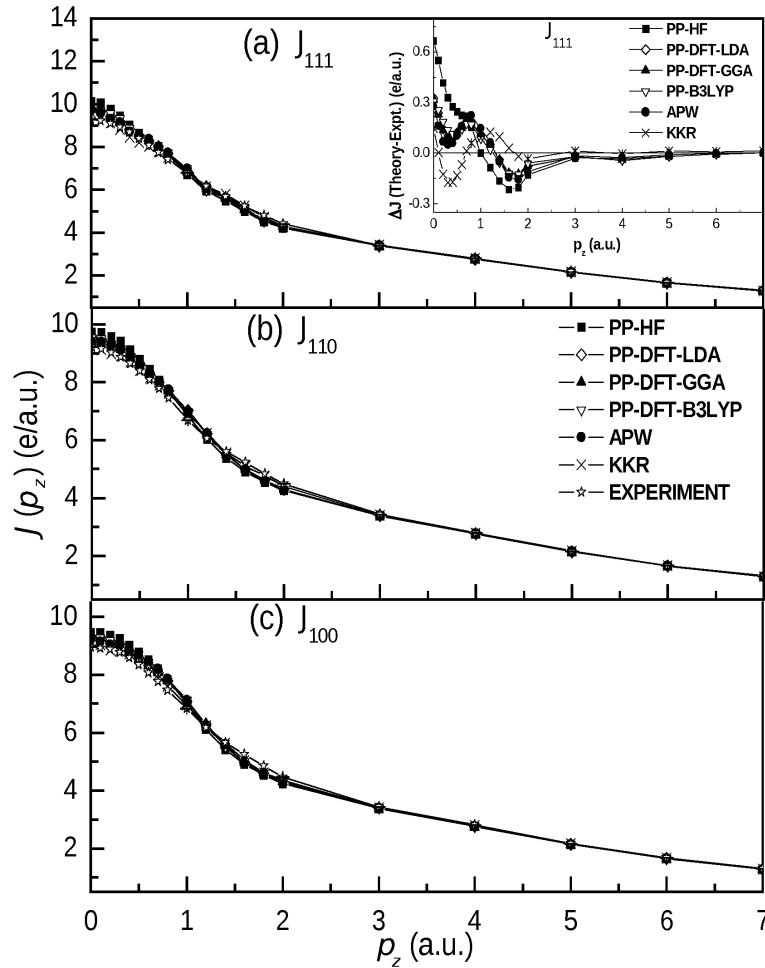 (a) J111
14
12
10
8
6
4
2
J111
PP-HF
PP-DFT-LDA
PP-DFT-GGA
PP-B3LYP
APW
KKR
0.6
0.3
0.0
-0.3
ΔJ (Theory-Expt.) (e/a.u.)
0 1 2 3 4 5 6
pz (a.u.)
(b) J110
10
8
6
4
2
PP-HF
PP-DFT-LDA
PP-DFT-GGA
PP-DFT-B3LYP
APW
KKR
EXPERIMENT
J (pz) (e/a.u.)
(c) J100
10
8
6
4
2
0 1 2 3 4 5 6 7
pz (a.u.)